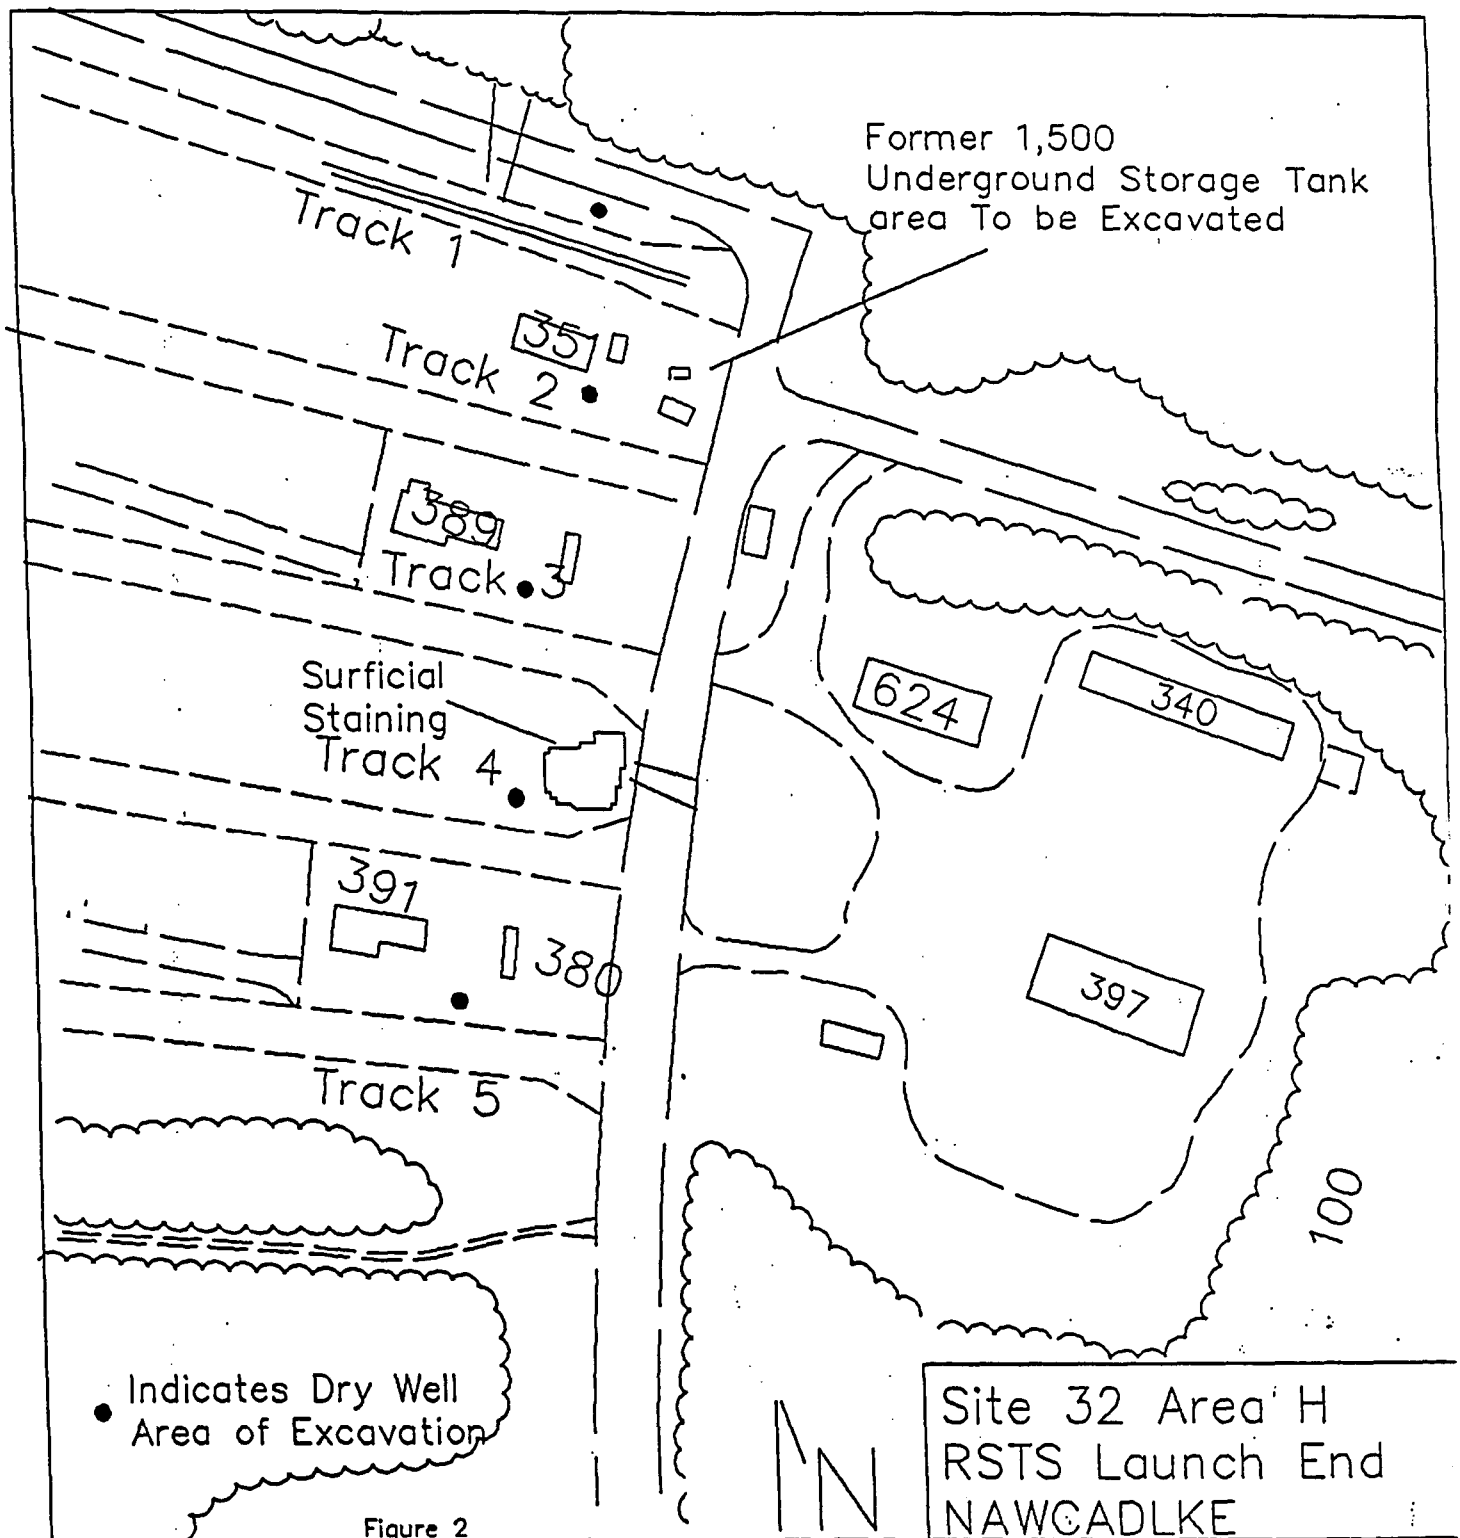 Former 1,500
Underground Storage Tank
area To be Excavated
Track 1
351
Track 2
389
Track 3
Surficial
Staining
Track 4
624
340
391
380
397
Track 5
100
Indicates Dry Well
Area of Excavation
N
Site 32 Area H
RSTS Launch End
NAWCADLKE
Figure 2